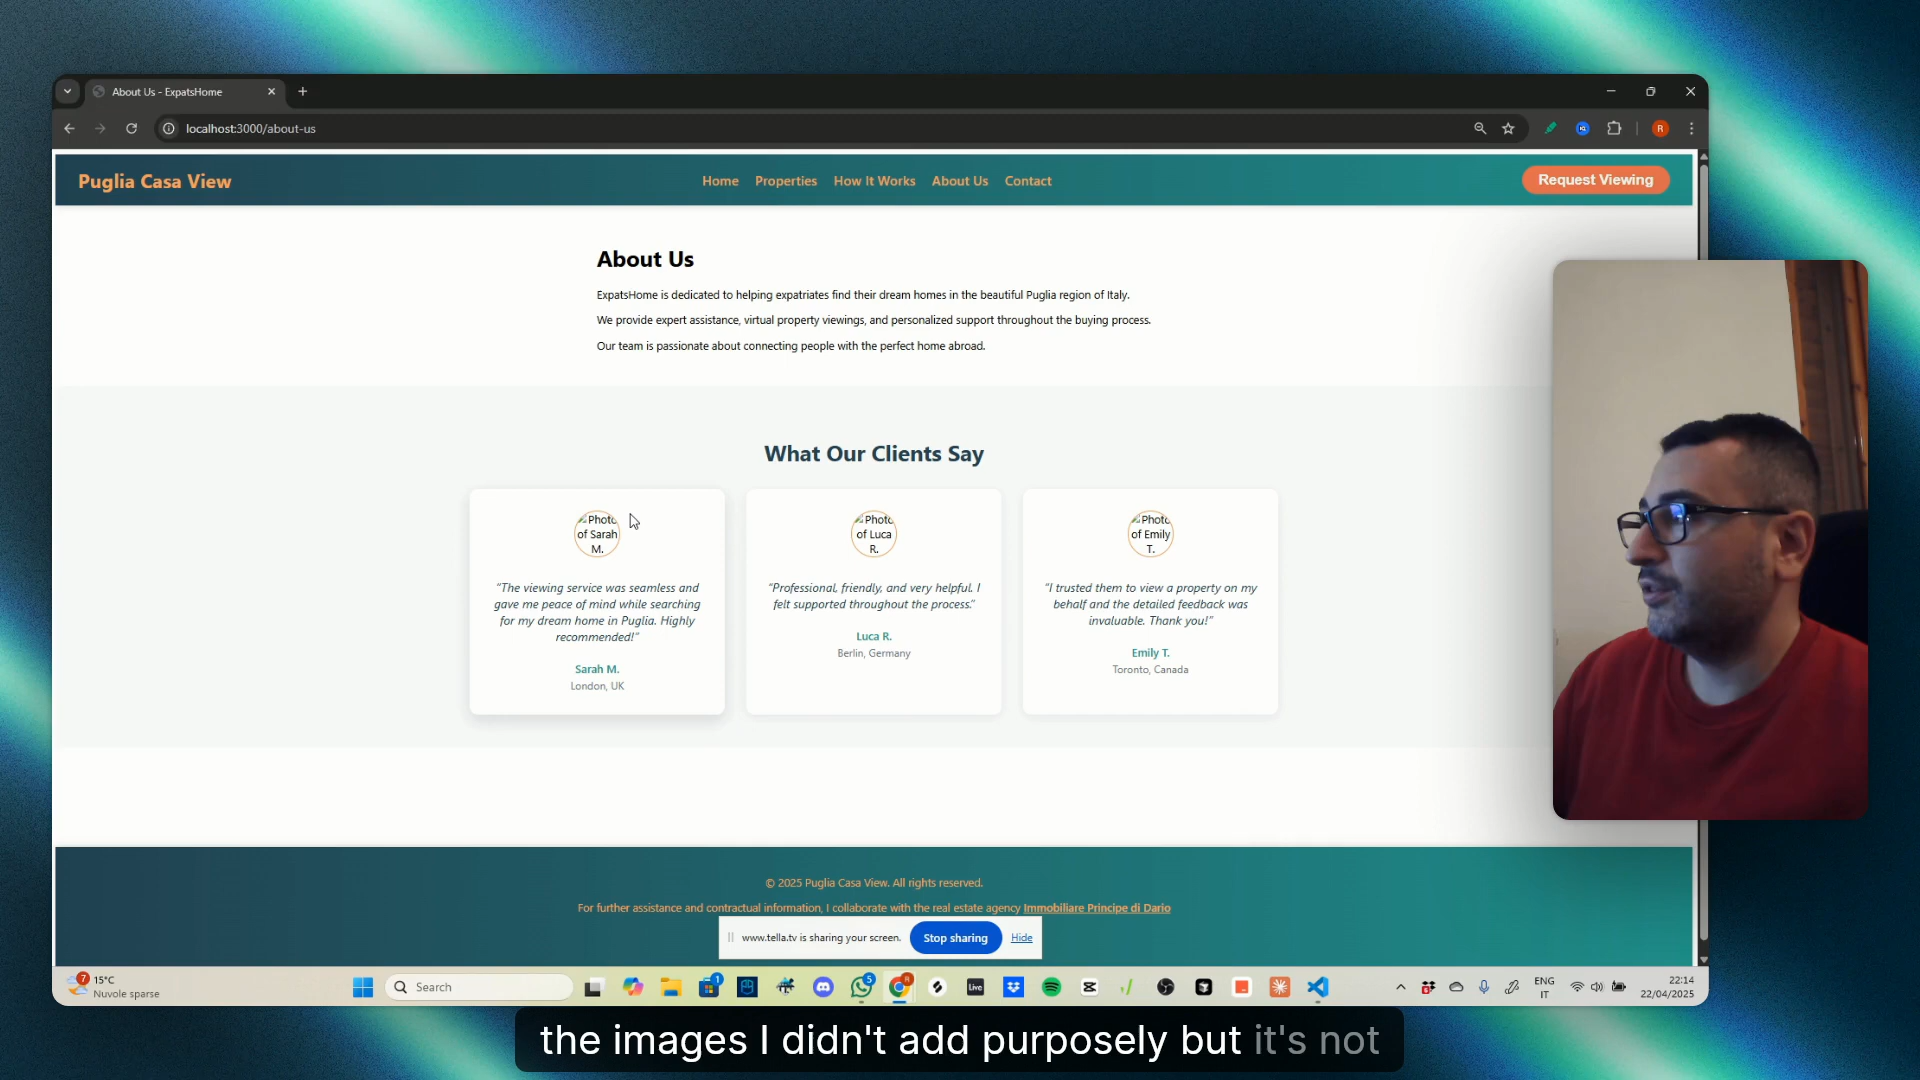 About Us - ExpatsHome
localhost:3000/about-us
R
Puglia Casa View
Home Properties How It Works About Us Contact
Request Viewing
About Us
ExpatsHome is dedicated to helping expatriates find their dream homes in the beautiful Puglia region of Italy.
We provide expert assistance, virtual property viewings, and personalized support throughout the buying process.
Our team is passionate about connecting people with the perfect home abroad.
What Our Clients Say
Photo
of Sarah
M.
"The viewing service was seamless and
gave me peace of mind while searching
for my dream home in Puglia. Highly
recommended!"
Sarah M.
London, UK
Photo
of Luca
R.
"Professional, friendly, and very helpful. I
felt supported throughout the process."
Luca R.
Berlin, Germany
Photo
of Emily
T.
"I trusted them to view a property on my
behalf and the detailed feedback was
invaluable. Thank you!"
Emily T.
Toronto, Canada
© 2025 Puglia Casa View. All rights reserved.
For further assistance and contractual information, I collaborate with the real estate agency Immobiliare Principe di Dario
www.tella.tv is sharing your screen. Stop sharing Hide
7
15°C
Nuvole sparse
Search
1
5
R
Live
ENG
IT
22:14
22/04/2025
the images I didn't add purposely but it's not